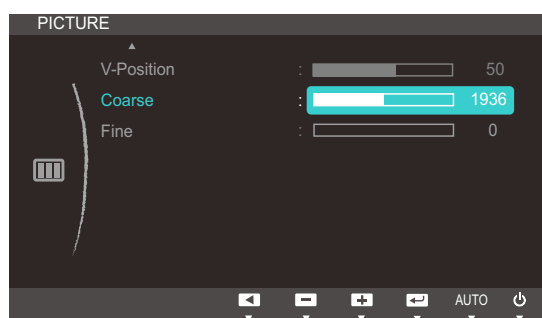 PICTURE
V-Position : 50
Coarse : 1936
Fine : 0
AUTO